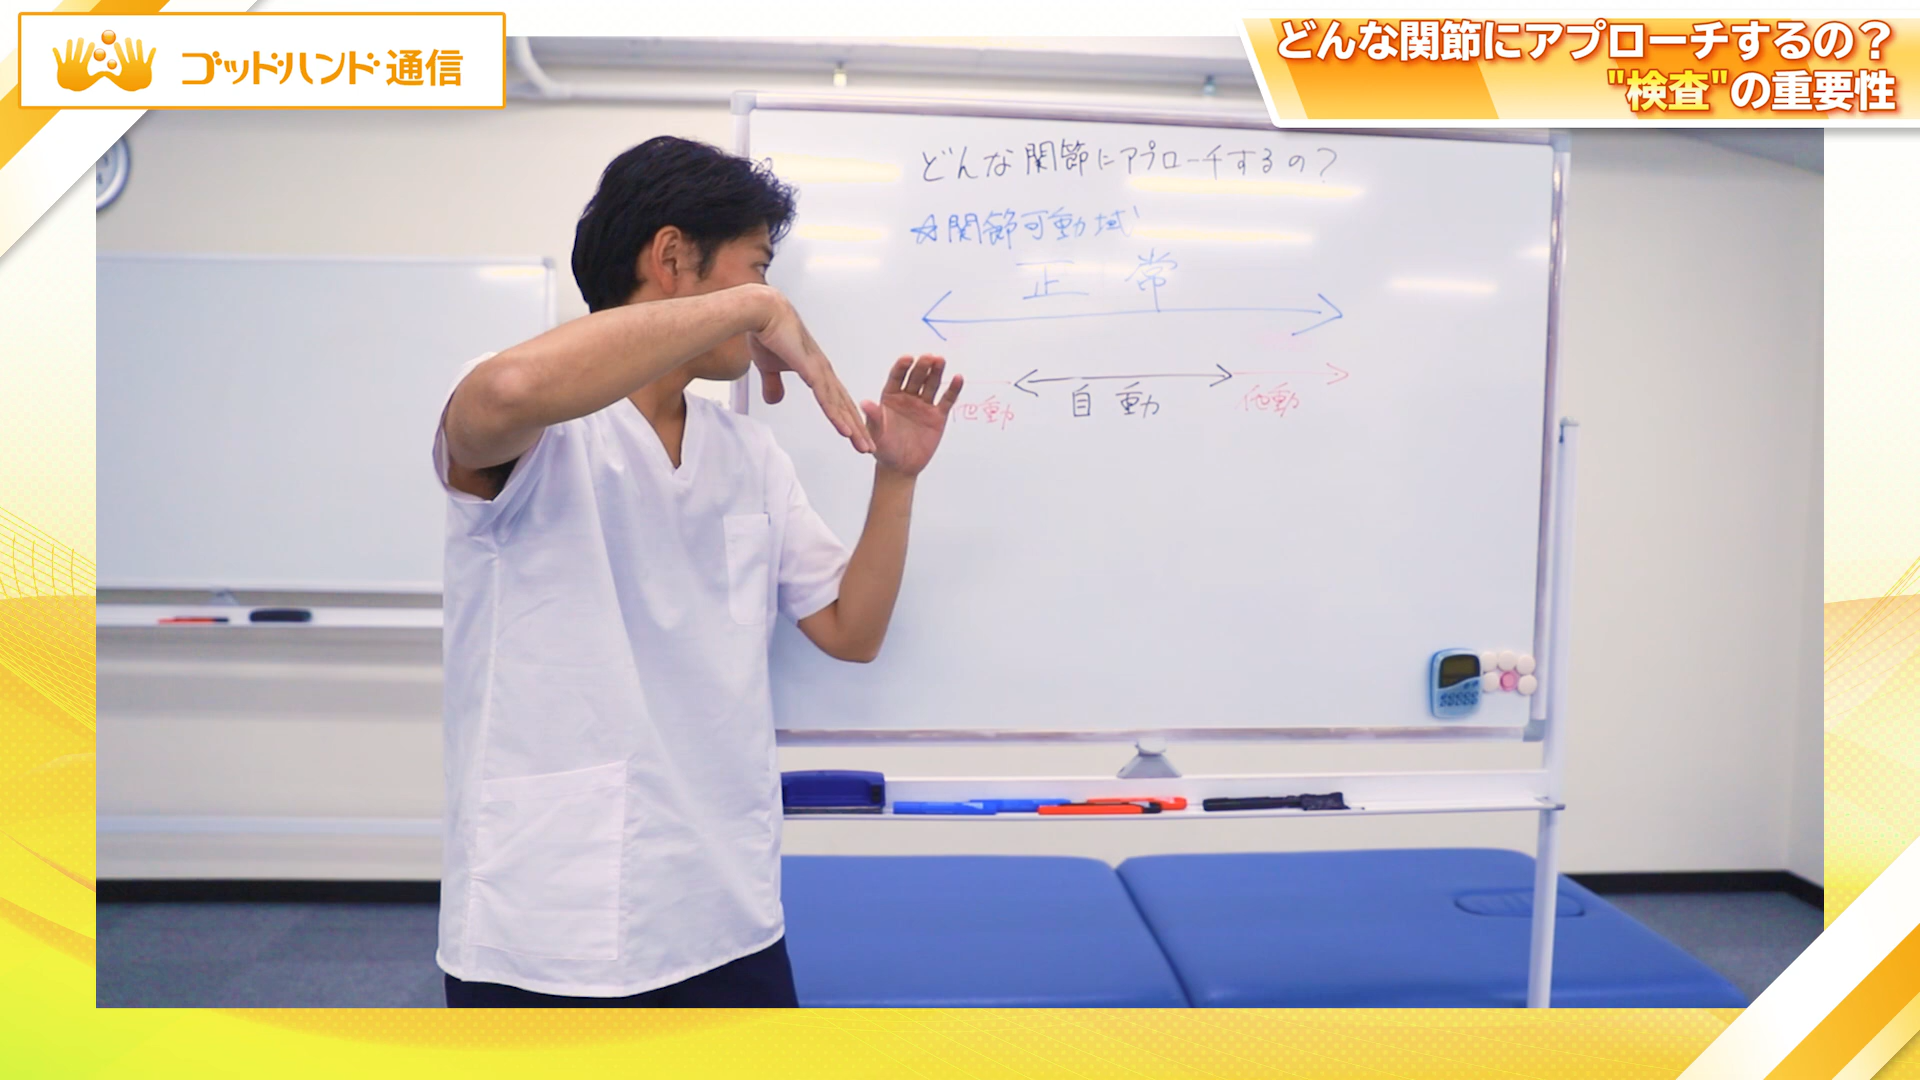 ゴッドハンド通信
どんな関節にアプローチするの？
"検査"の重要性
どんな関節にアプローチするの？
☆関節可動域
正常
他動 自動 他動